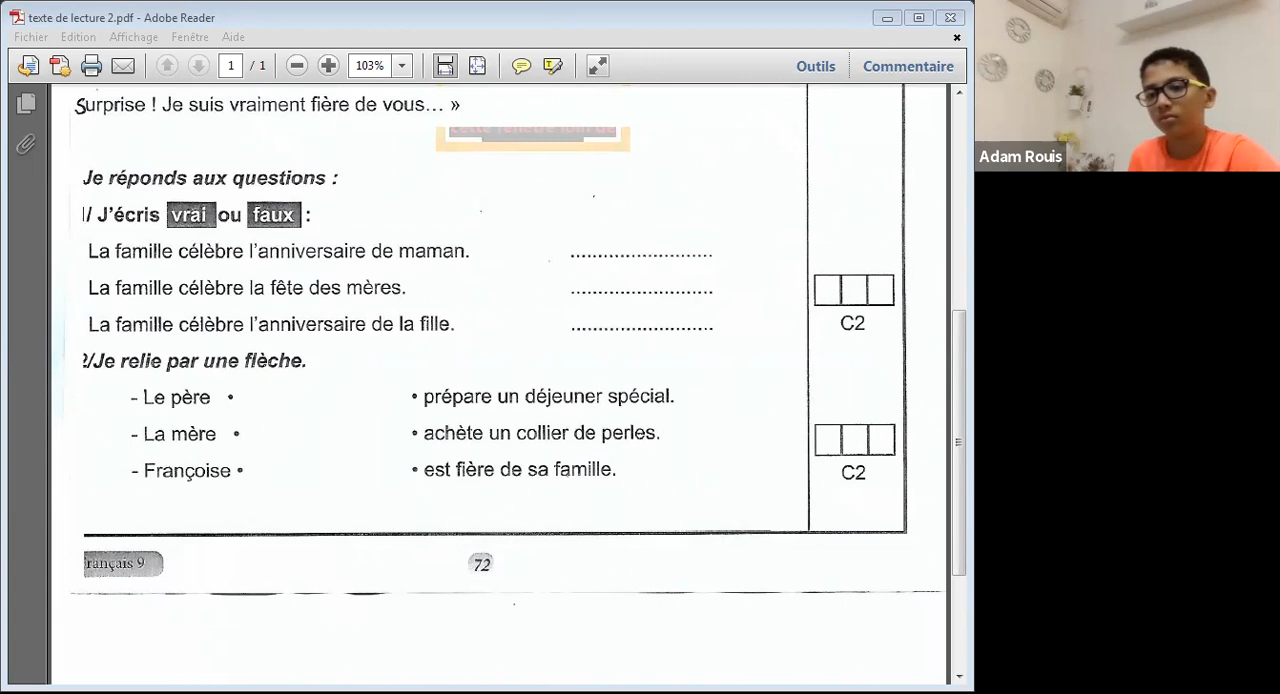 texte de lecture 2.pdf - Adobe Reader
Fichier Edition Affichage Fenêtre Aide
1 / 1 103% Outils Commentaire
Surprise ! Je suis vraiment fière de vous… »
Je réponds aux questions :
/ J'écris vrai ou faux :
La famille célèbre l'anniversaire de maman. ............................
La famille célèbre la fête des mères. ............................
La famille célèbre l'anniversaire de la fille. ............................
C2
2/Je relie par une flèche.
- Le père • • prépare un déjeuner spécial.
- La mère • • achète un collier de perles.
- Françoise • • est fière de sa famille.
C2
rançais 9
72
Adam Rouis